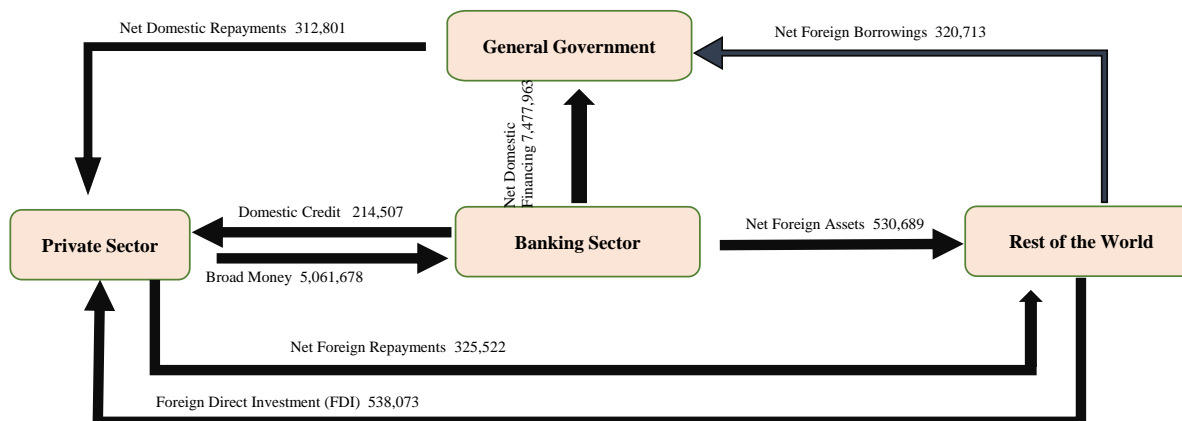 Net Domestic Repayments 312,801
General Government
Net Foreign Borrowings 320,713
Net Domestic
Financing 7,477,963
Private Sector
Domestic Credit 214,507
Broad Money 5,061,678
Banking Sector
Net Foreign Assets 530,689
Rest of the World
Net Foreign Repayments 325,522
Foreign Direct Investment (FDI) 538,073